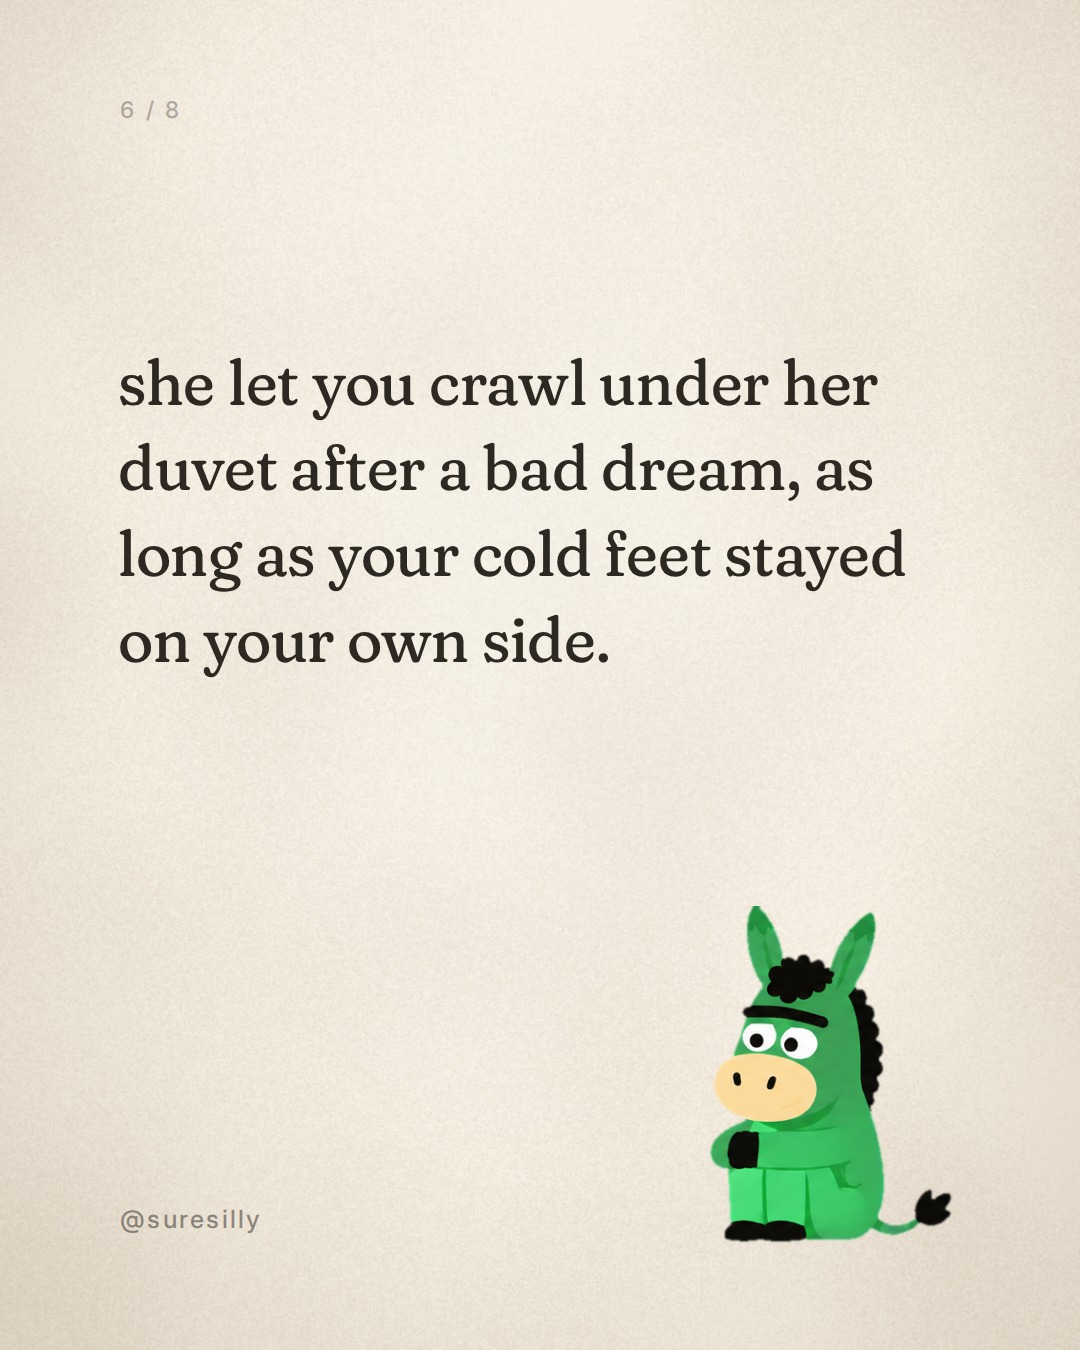 6 / 8
she let you crawl under her
duvet after a bad dream, as
long as your cold feet stayed
on your own side.
@suresilly